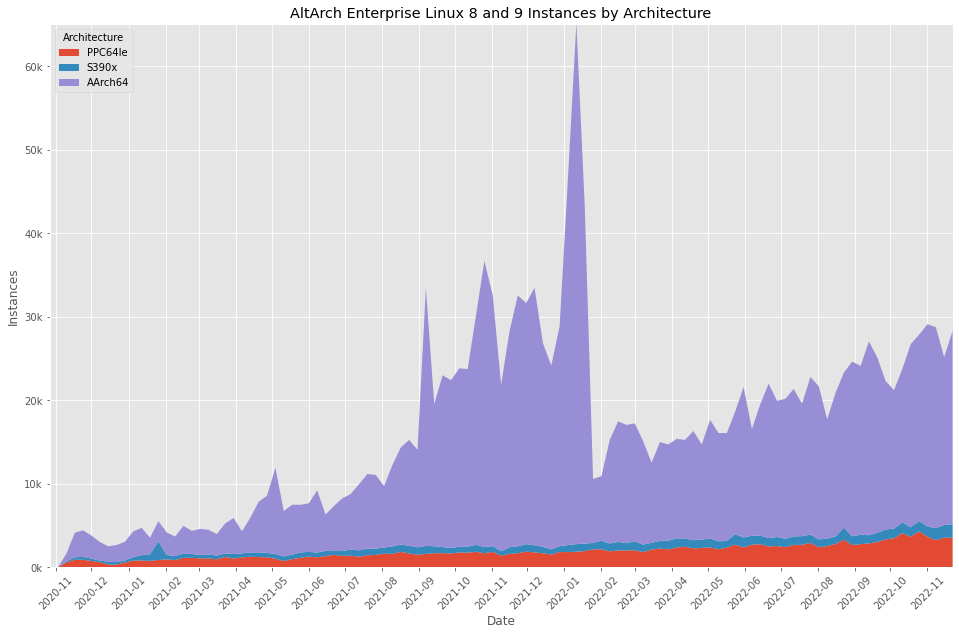 AltArch Enterprise Linux 8 and 9 Instances by Architecture
Architecture
PPC64le
S390x
AArch64
60k
50k
40k
30k
20k
10k
0k
Instances
2020-11
2020-12
2021-01
2021-02
2021-03
2021-04
2021-05
2021-06
2021-07
2021-08
2021-09
2021-10
2021-11
2021-12
2022-01
2022-02
2022-03
2022-04
2022-05
2022-06
2022-07
2022-08
2022-09
2022-10
2022-11
Date